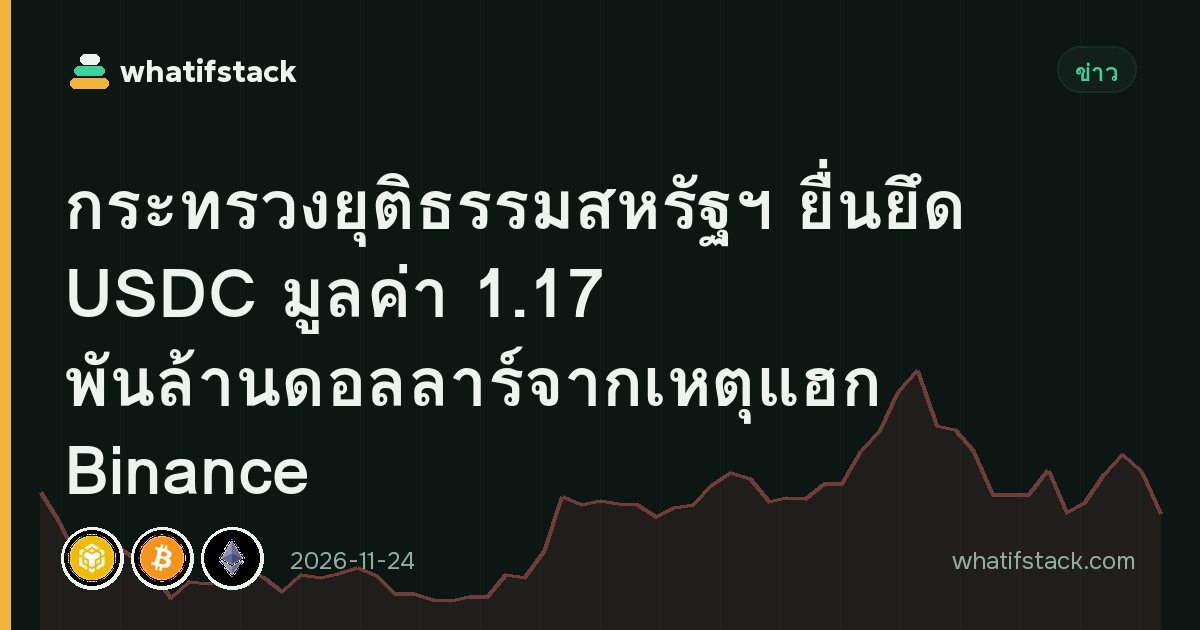 whatifstack
ข่าว
กระทรวงยุติธรรมสหรัฐฯ ยื่นยึด
USDC มูลค่า 1.17
พันล้านดอลลาร์จากเหตุแฮก
Binance
2026-11-24
whatifstack.com